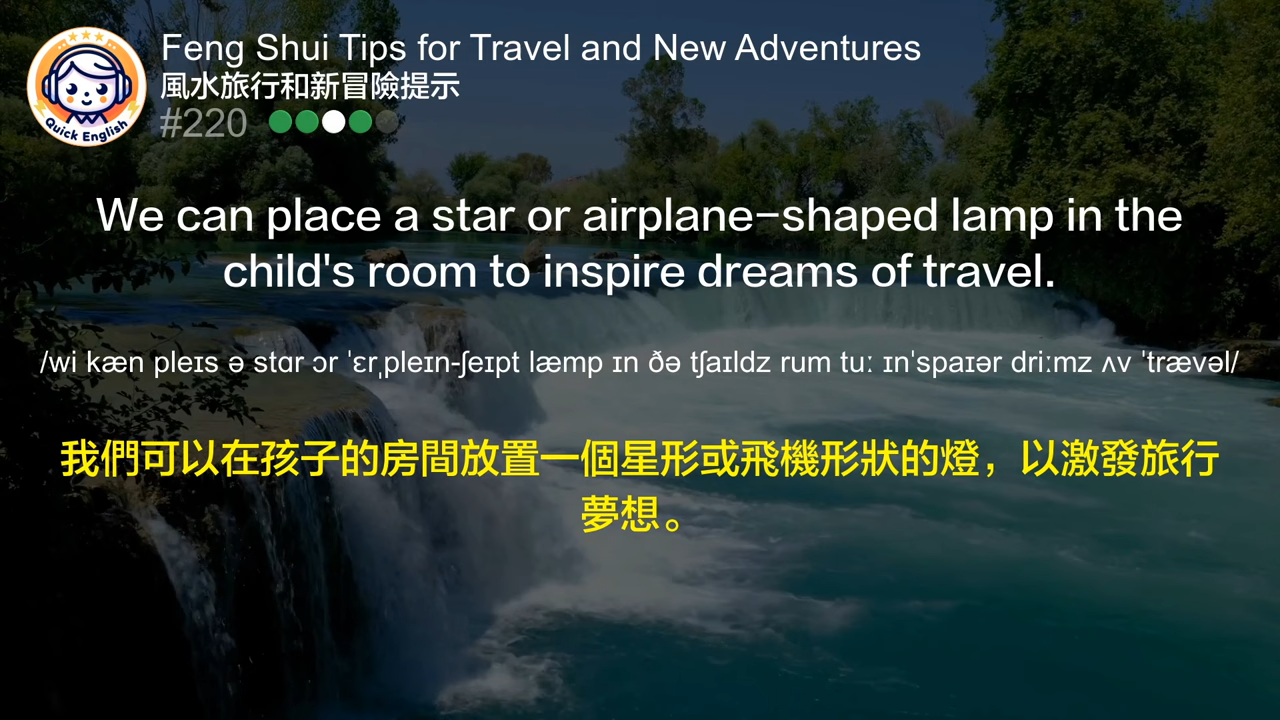 Feng Shui Tips for Travel and New Adventures
風水旅行和新冒險提示
#220
Quick English
We can place a star or airplane-shaped lamp in the
child's room to inspire dreams of travel.
/wi kæn pleɪs ə stɑr ɔr ˈɛrˌpleɪn-ʃeɪpt læmp ɪn ðə tʃaɪldz rum tuː ɪnˈspaɪər driːmz ʌv ˈtrævəl/
我們可以在孩子的房間放置一個星形或飛機形狀的燈，以激發旅行
夢想。